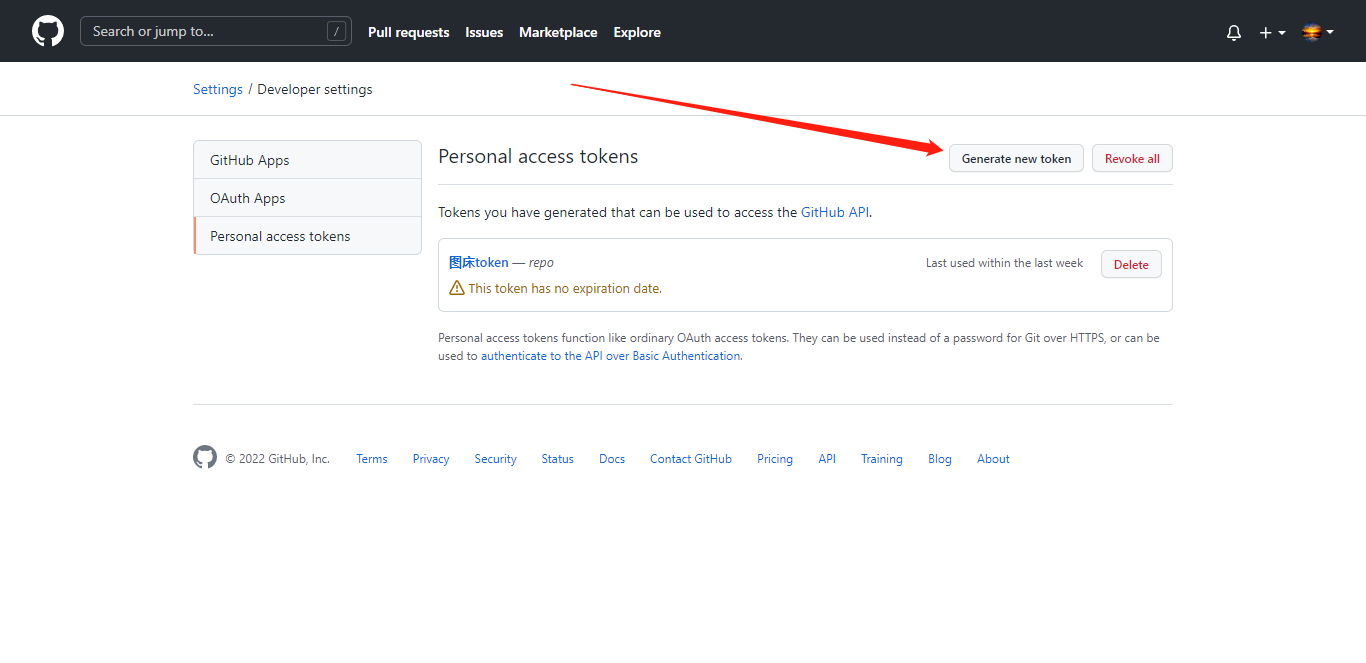 Search or jump to... / Pull requests Issues Marketplace Explore
Settings / Developer settings
GitHub Apps
OAuth Apps
Personal access tokens
Personal access tokens Generate new token Revoke all
Tokens you have generated that can be used to access the GitHub API.
图床token — repo Last used within the last week Delete
This token has no expiration date.
Personal access tokens function like ordinary OAuth access tokens. They can be used instead of a password for Git over HTTPS, or can be
used to authenticate to the API over Basic Authentication.
© 2022 GitHub, Inc. Terms Privacy Security Status Docs Contact GitHub Pricing API Training Blog About